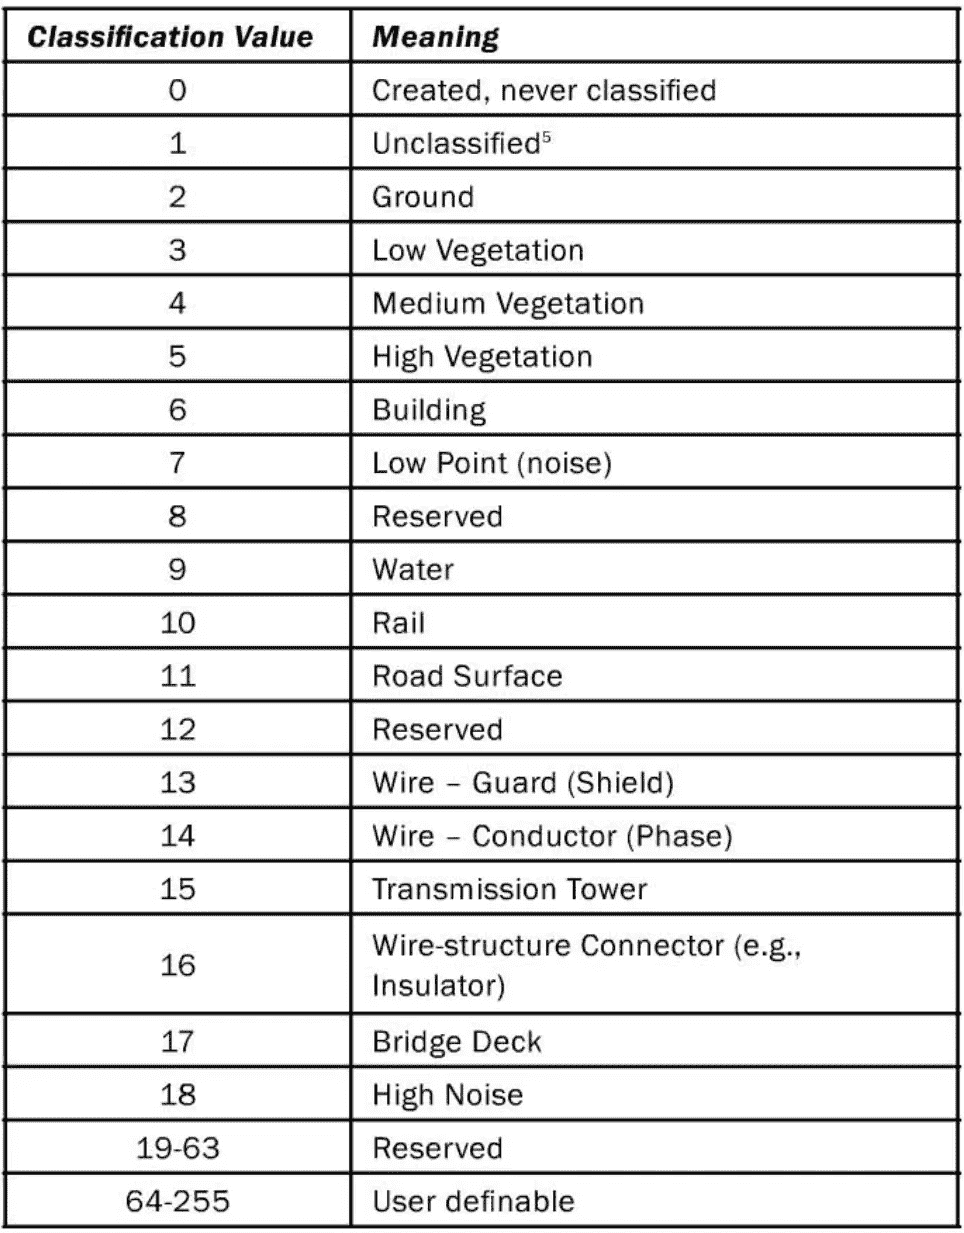 Classification Value Meaning
0 Created, never classified
1 Unclassified⁵
2 Ground
3 Low Vegetation
4 Medium Vegetation
5 High Vegetation
6 Building
7 Low Point (noise)
8 Reserved
9 Water
10 Rail
11 Road Surface
12 Reserved
13 Wire – Guard (Shield)
14 Wire – Conductor (Phase)
15 Transmission Tower
16 Wire-structure Connector (e.g.,
Insulator)
17 Bridge Deck
18 High Noise
19-63 Reserved
64-255 User definable